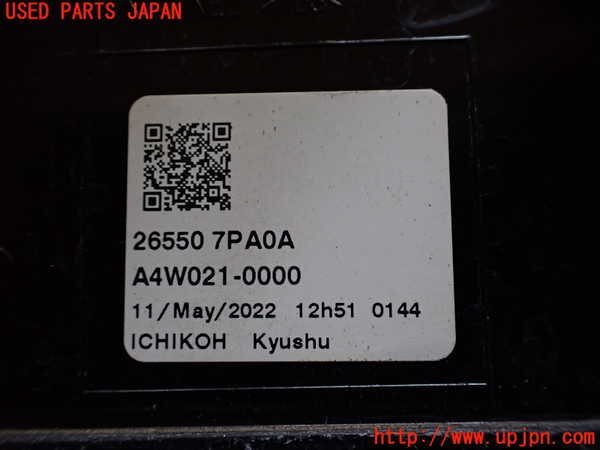 USED PARTS JAPAN
26550 7PA0A
A4W021-0000
11/May/2022 12h51 0144
ICHIKOH Kyushu
http://www.upjpn.com